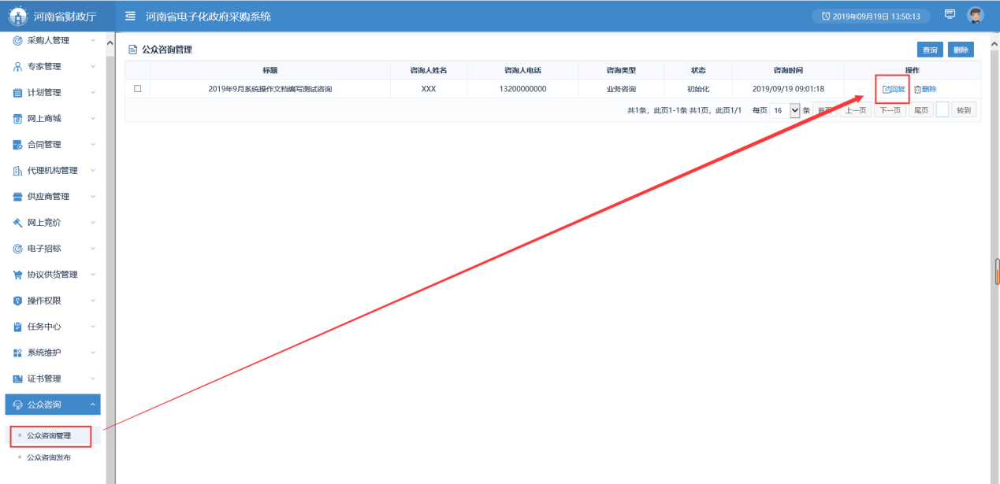 河南省财政厅
河南省电子化政府采购系统
2019年09月19日 13:50:13
采购人管理
专家管理
计划管理
网上商城
合同管理
代理机构管理
供应商管理
网上竞价
电子招标
协议供货管理
操作权限
任务中心
系统维护
证书管理
公众咨询
公众咨询管理
公众咨询发布
公众咨询管理
查询 删除
标题 咨询人姓名 咨询人电话 咨询类型 状态 咨询时间 操作
2019年9月系统操作文档编写测试咨询 XXX 13200000000 业务咨询 初始化 2019/09/19 09:01:18 回复 删除
共1条，此页1-1条 共1页，此页1/1 每页 16 条 首页 上一页 下一页 尾页 转到